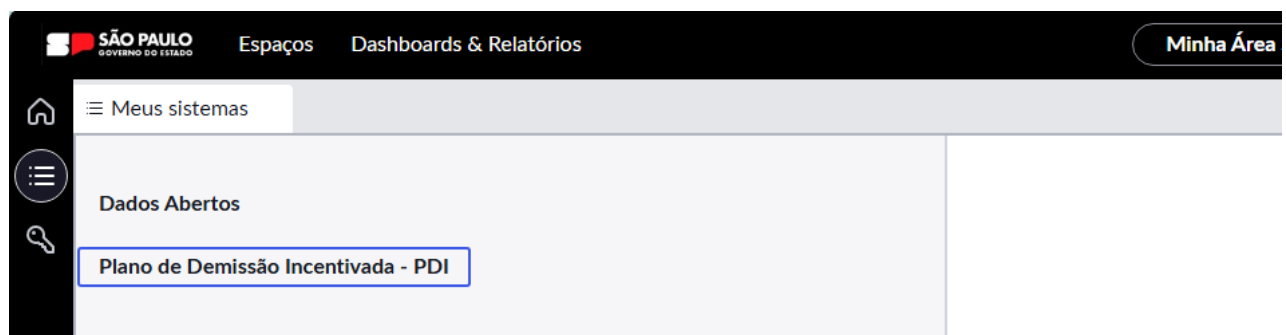 SÃO PAULO
GOVERNO DO ESTADO
Espaços
Dashboards & Relatórios
Minha Área
Meus sistemas
Dados Abertos
Plano de Demissão Incentivada - PDI